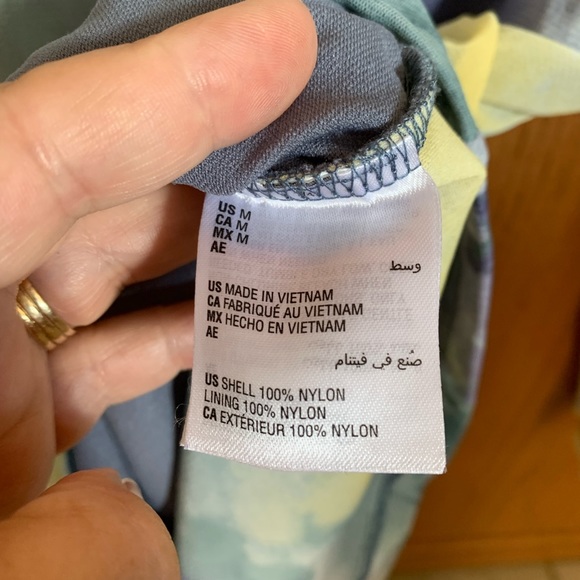 US M
CA M
MX M
AE
وسط
US MADE IN VIETNAM
CA FABRIQUÉ AU VIETNAM
MX HECHO EN VIETNAM
AE
صُنع في فيتنام
US SHELL 100% NYLON
LINING 100% NYLON
CA EXTÉRIEUR 100% NYLON